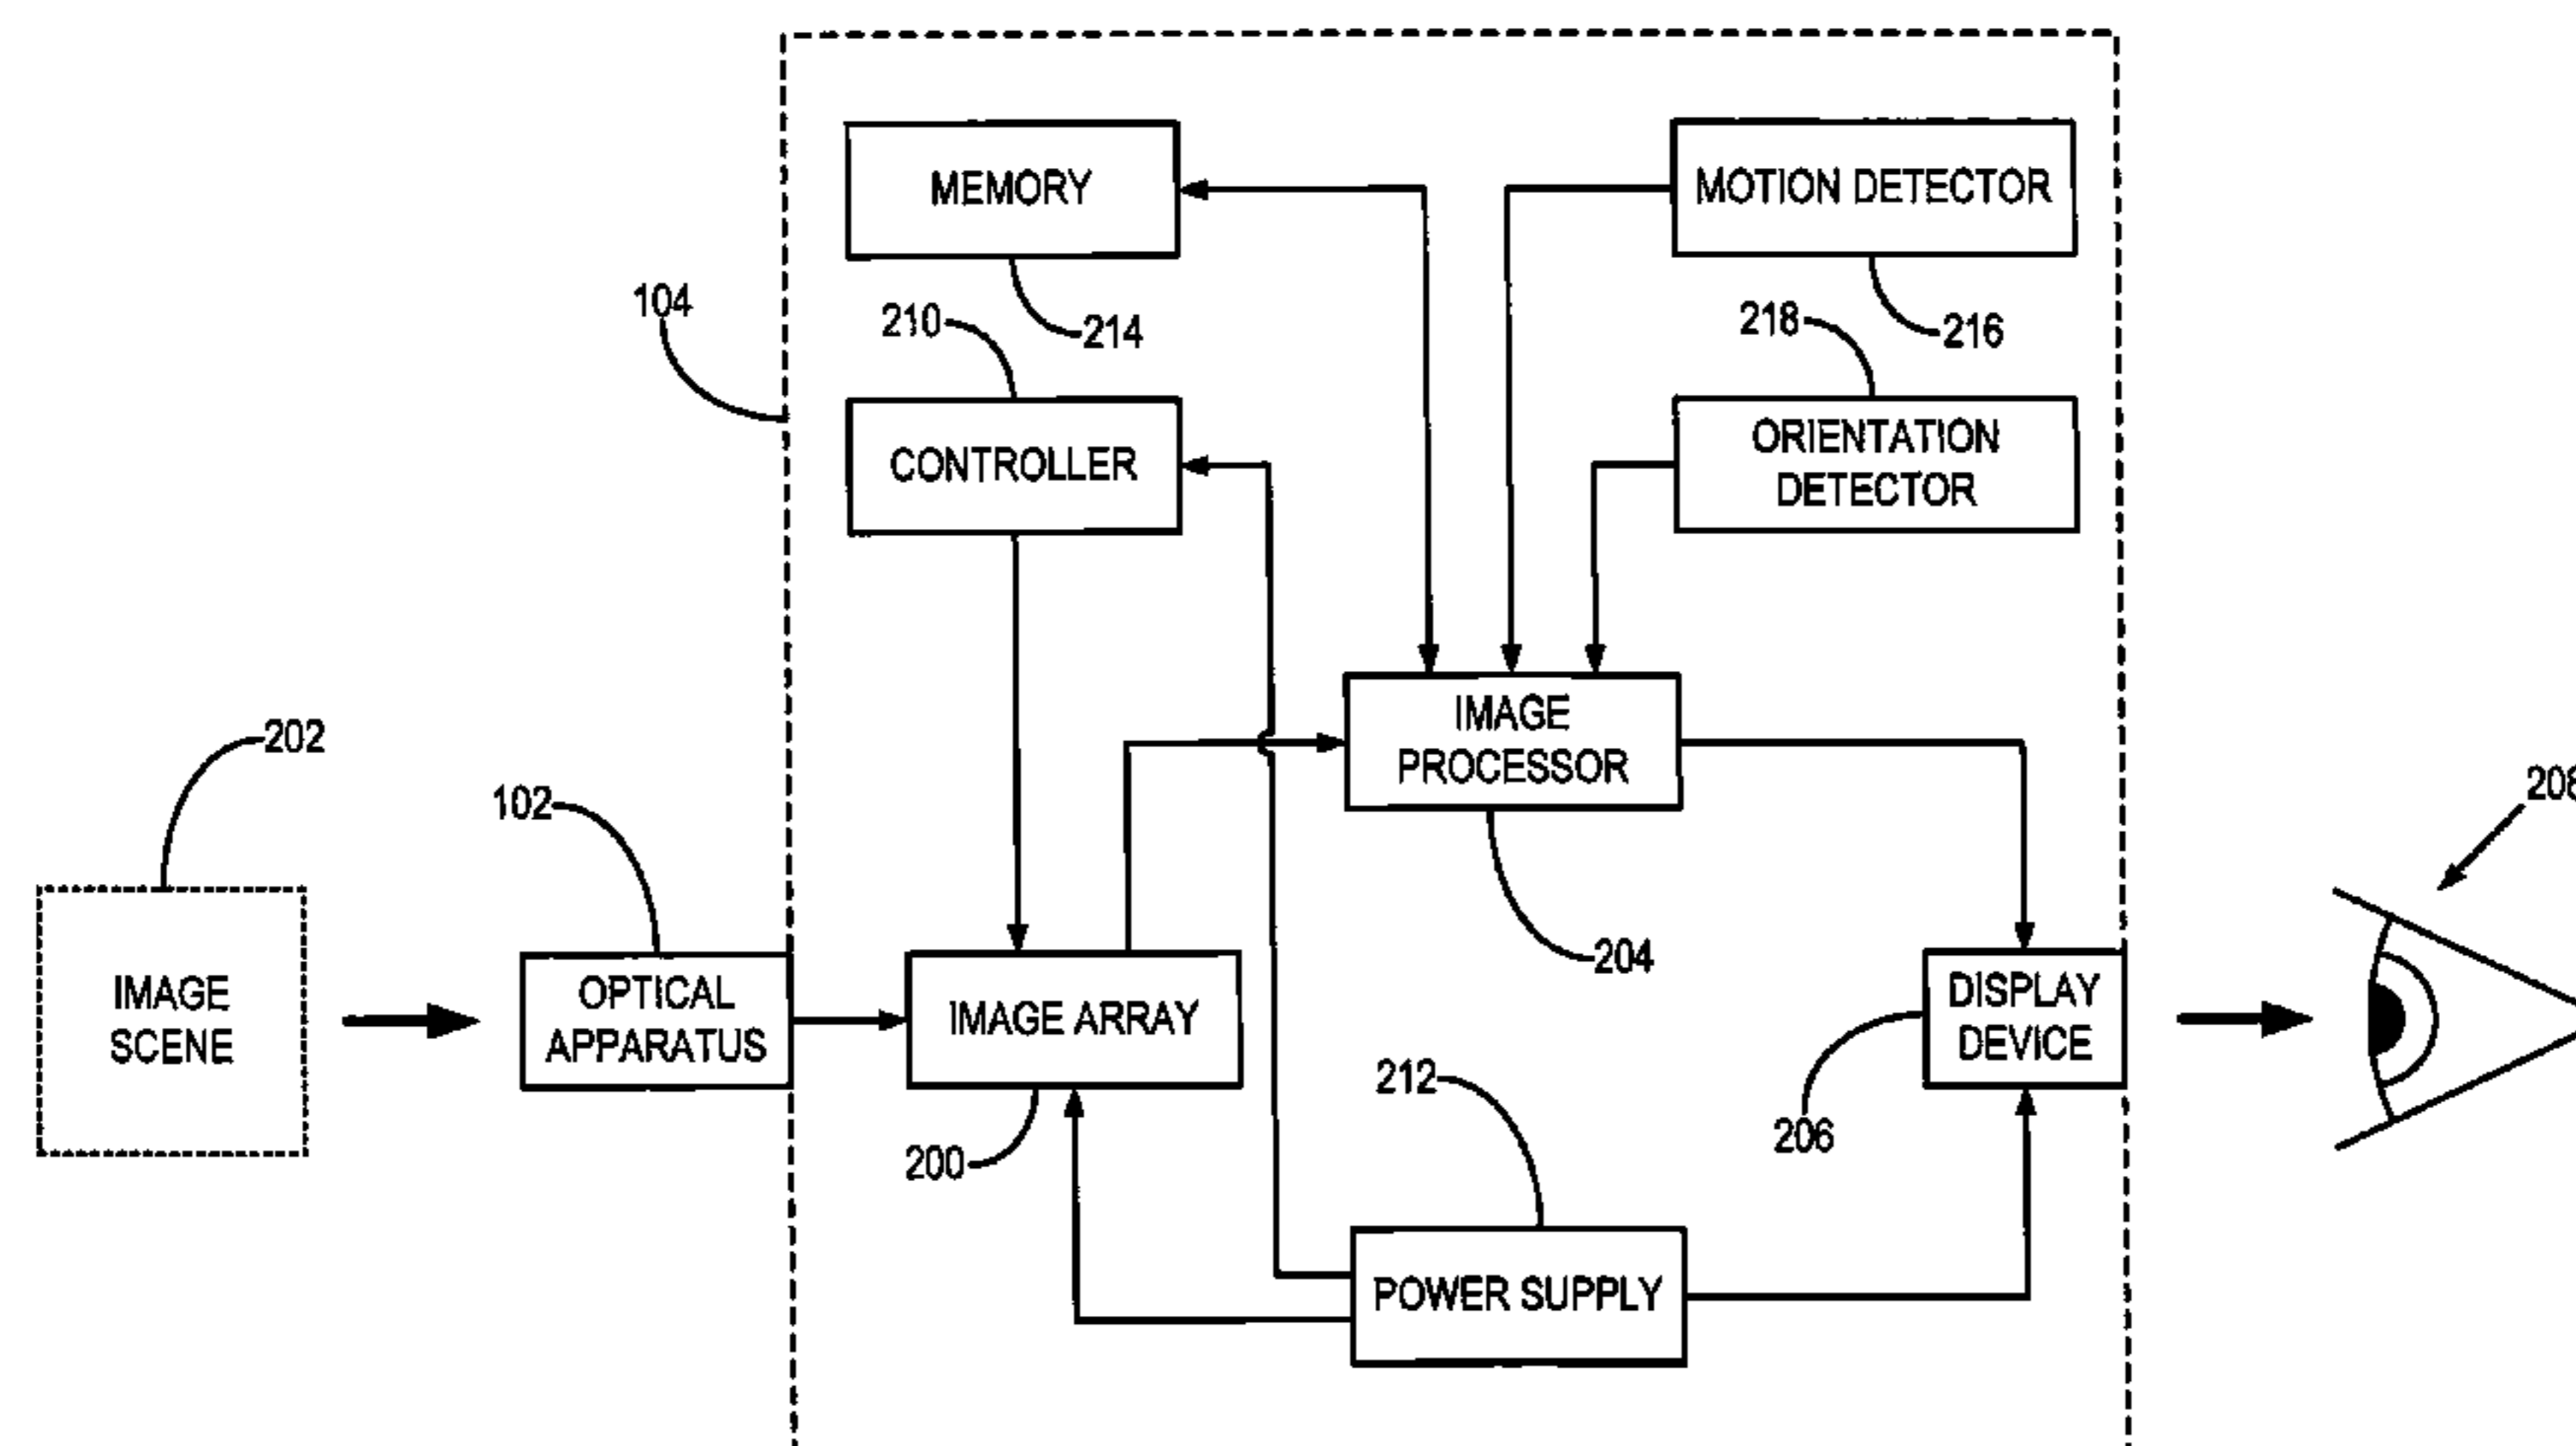 MEMORY
MOTION DETECTOR
104
210
214
218
216
CONTROLLER
ORIENTATION
DETECTOR
202
102
IMAGE
PROCESSOR
208
204
IMAGE
SCENE
OPTICAL
APPARATUS
IMAGE ARRAY
DISPLAY
DEVICE
212
200
206
POWER SUPPLY